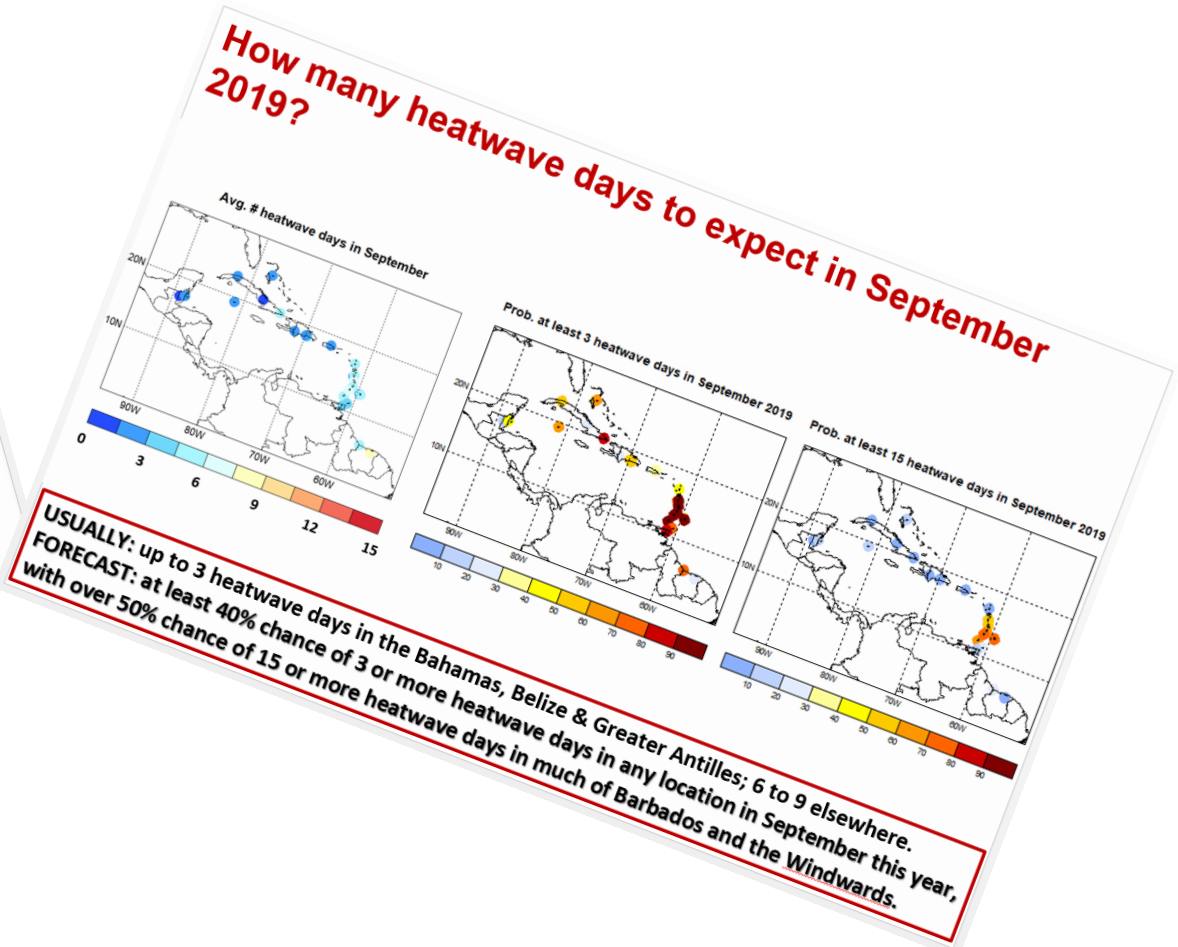 How many heatwave days to expect in September
2019?
Avg. # heatwave days in September
20N
10N
90W
80W
70W
60W
0
3
6
9
12
15
Prob. at least 3 heatwave days in September 2019
20N
10N
90W
80W
70W
60W
10
20
30
40
50
60
70
80
90
Prob. at least 15 heatwave days in September 2019
20N
10N
90W
80W
70W
60W
10
20
30
40
50
60
70
80
90
USUALLY: up to 3 heatwave days in the Bahamas, Belize & Greater Antilles; 6 to 9 elsewhere.
FORECAST: at least 40% chance of 3 or more heatwave days in any location in September this year,
with over 50% chance of 15 or more heatwave days in much of Barbados and the Windwards.